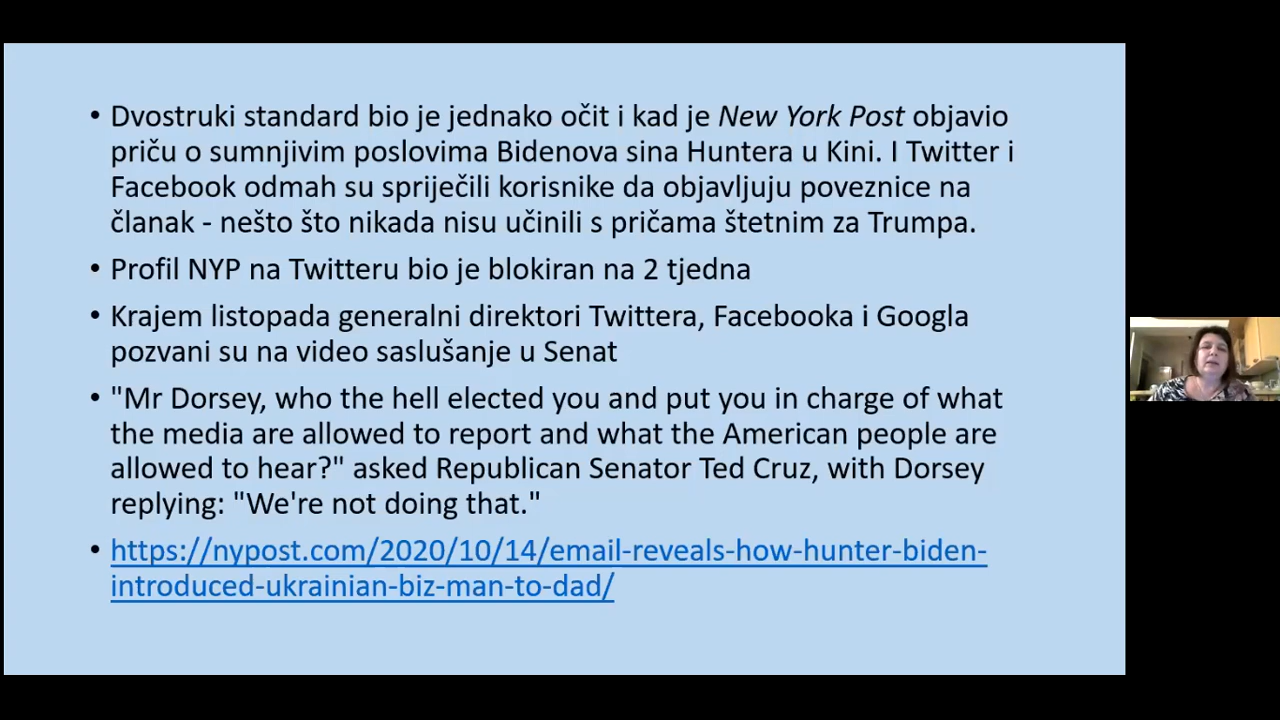 • Dvostruki standard bio je jednako očit i kad je New York Post objavio
priču o sumnjivim poslovima Bidenova sina Huntera u Kini. I Twitter i
Facebook odmah su spriječili korisnike da objavljuju poveznice na
članak - nešto što nikada nisu učinili s pričama štetnim za Trumpa.
• Profil NYP na Twitteru bio je blokiran na 2 tjedna
• Krajem listopada generalni direktori Twittera, Facebooka i Googla
pozvani su na video saslušanje u Senat
• "Mr Dorsey, who the hell elected you and put you in charge of what
the media are allowed to report and what the American people are
allowed to hear?" asked Republican Senator Ted Cruz, with Dorsey
replying: "We're not doing that."
• https://nypost.com/2020/10/14/email-reveals-how-hunter-biden-
introduced-ukrainian-biz-man-to-dad/